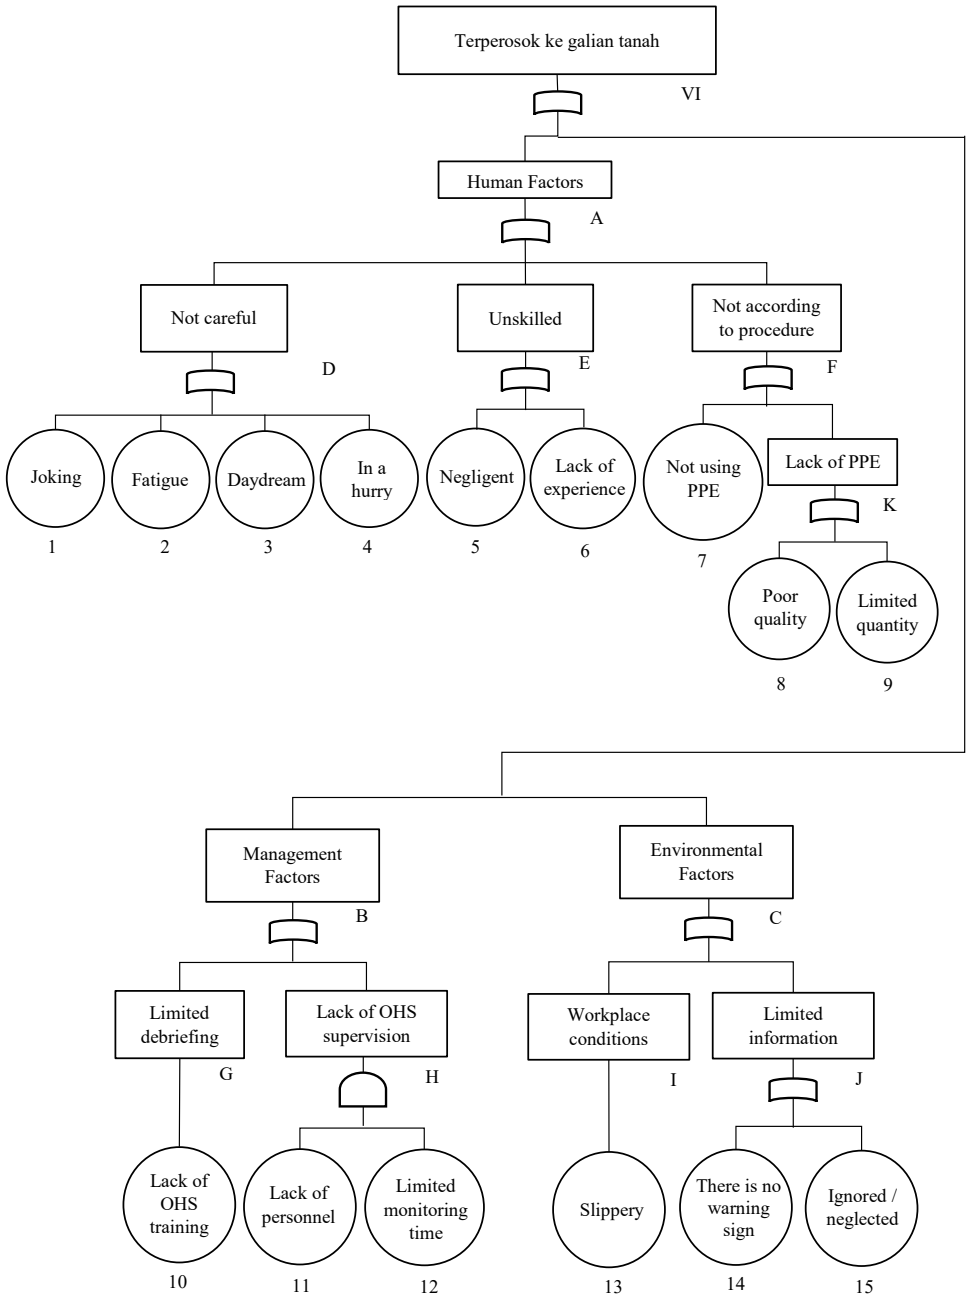 Terperosok ke galian tanah
VI
Human Factors
A
Not careful
D
Unskilled
E
Not according
to procedure
F
Joking
1
Fatigue
2
Daydream
3
In a
hurry
4
Negligent
5
Lack of
experience
6
Not using
PPE
7
Lack of PPE
K
Poor
quality
8
Limited
quantity
9
Management
Factors
B
Environmental
Factors
C
Limited
debriefing
G
Lack of OHS
supervision
H
Workplace
conditions
I
Limited
information
J
Lack of
OHS
training
10
Lack of
personnel
11
Limited
monitoring
time
12
Slippery
13
There is no
warning
sign
14
Ignored /
neglected
15